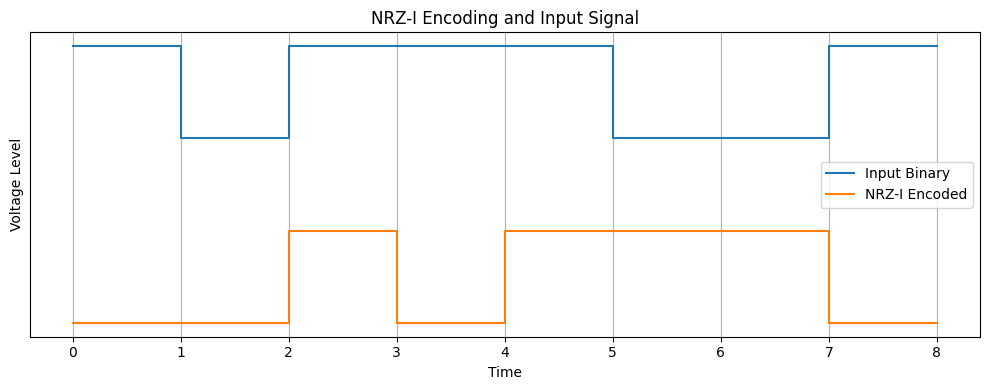 NRZ-I Encoding and Input Signal
Voltage Level
Input Binary
NRZ-I Encoded
0 1 2 3 4 5 6 7 8
Time